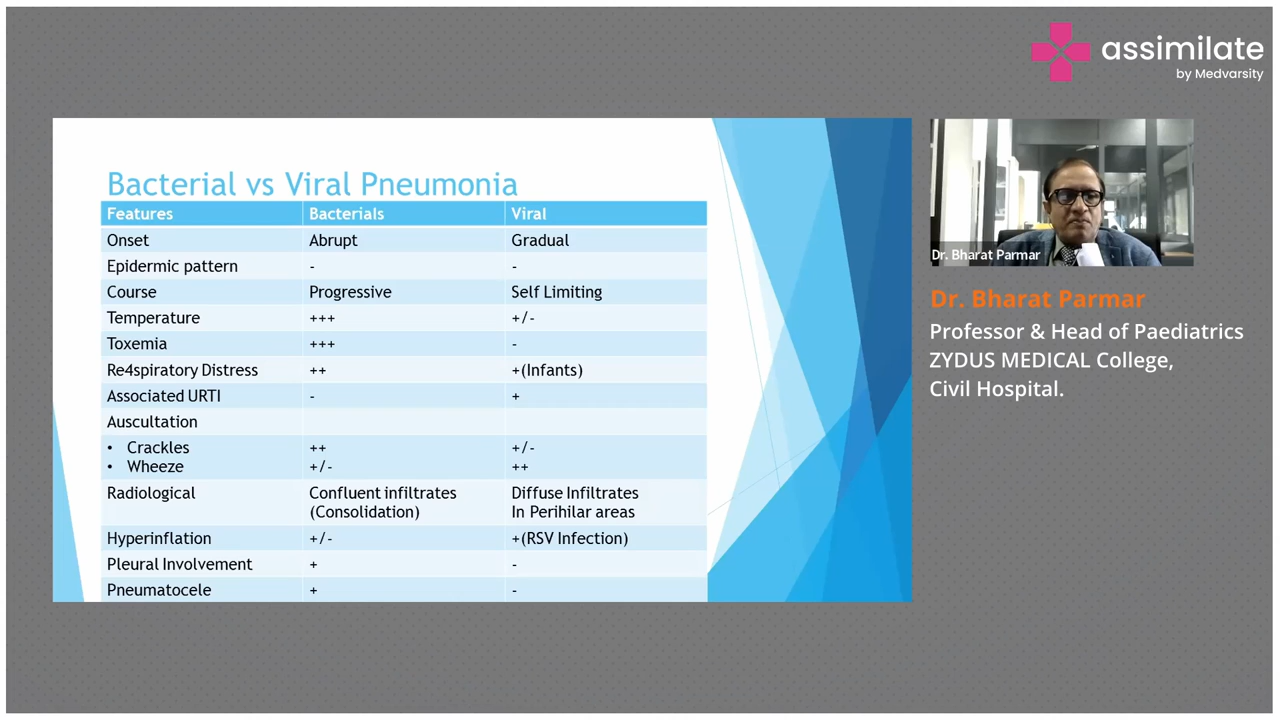 assimilate
by Medvarsity
Bacterial vs Viral Pneumonia
Features Bacterials Viral
Onset Abrupt Gradual
Epidermic pattern - -
Course Progressive Self Limiting
Temperature +++ +/-
Toxemia +++ -
Re4spiratory Distress ++ +(Infants)
Associated URTI - +
Auscultation
• Crackles ++ +/-
• Wheeze +/- ++
Radiological Confluent infiltrates Diffuse Infiltrates
(Consolidation) In Perihilar areas
Hyperinflation +/- +(RSV Infection)
Pleural Involvement + -
Pneumatocele + -
Dr. Bharat Parmar
Dr. Bharat Parmar
Professor & Head of Paediatrics
ZYDUS MEDICAL College,
Civil Hospital.